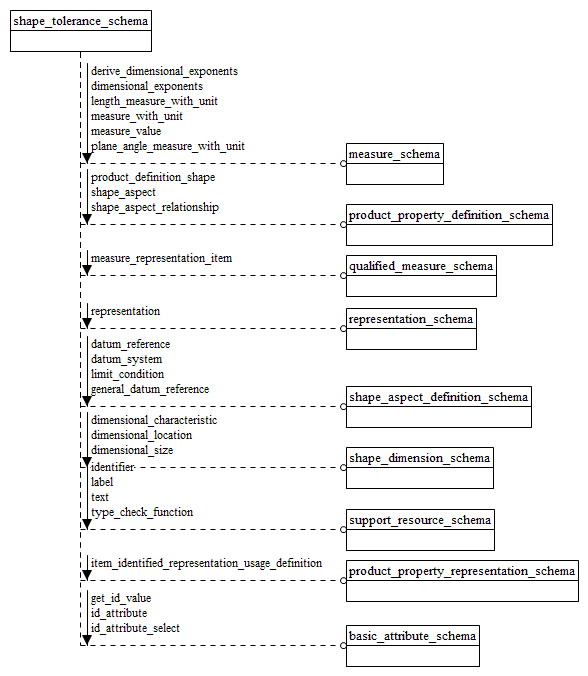 shape_tolerance_schema
derive_dimensional_exponents
dimensional_exponents
length_measure_with_unit
measure_with_unit
measure_value
plane_angle_measure_with_unit
measure_schema
product_definition_shape
shape_aspect
shape_aspect_relationship
product_property_definition_schema
measure_representation_item
qualified_measure_schema
representation
representation_schema
datum_reference
datum_system
limit_condition
general_datum_reference
shape_aspect_definition_schema
dimensional_characteristic
dimensional_location
dimensional_size
shape_dimension_schema
identifier
label
text
type_check_function
support_resource_schema
item_identified_representation_usage_definition
product_property_representation_schema
get_id_value
id_attribute
id_attribute_select
basic_attribute_schema